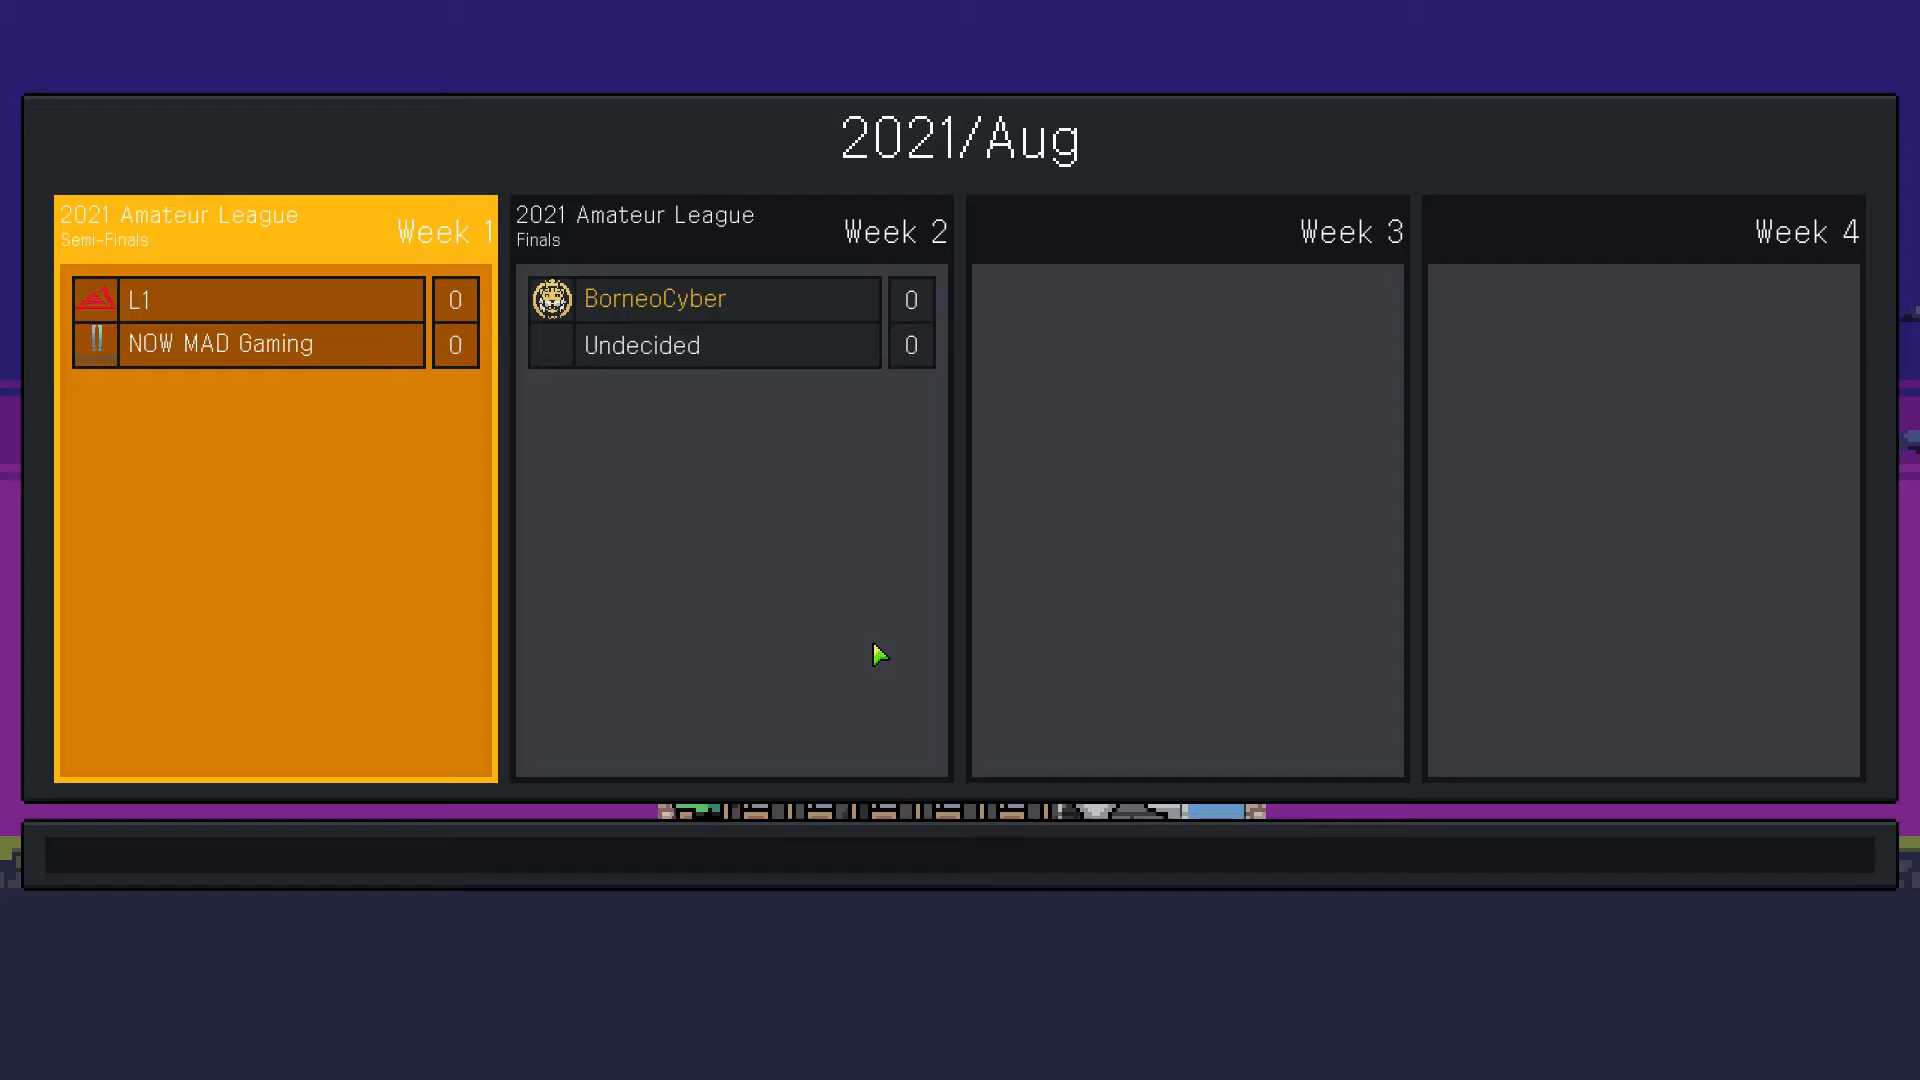 2021/Aug
2021 Amateur League
Semi-Finals
Week 1
L1
0
NOW MAD Gaming
0
2021 Amateur League
Finals
Week 2
BorneoCyber
0
Undecided
0
Week 3
Week 4